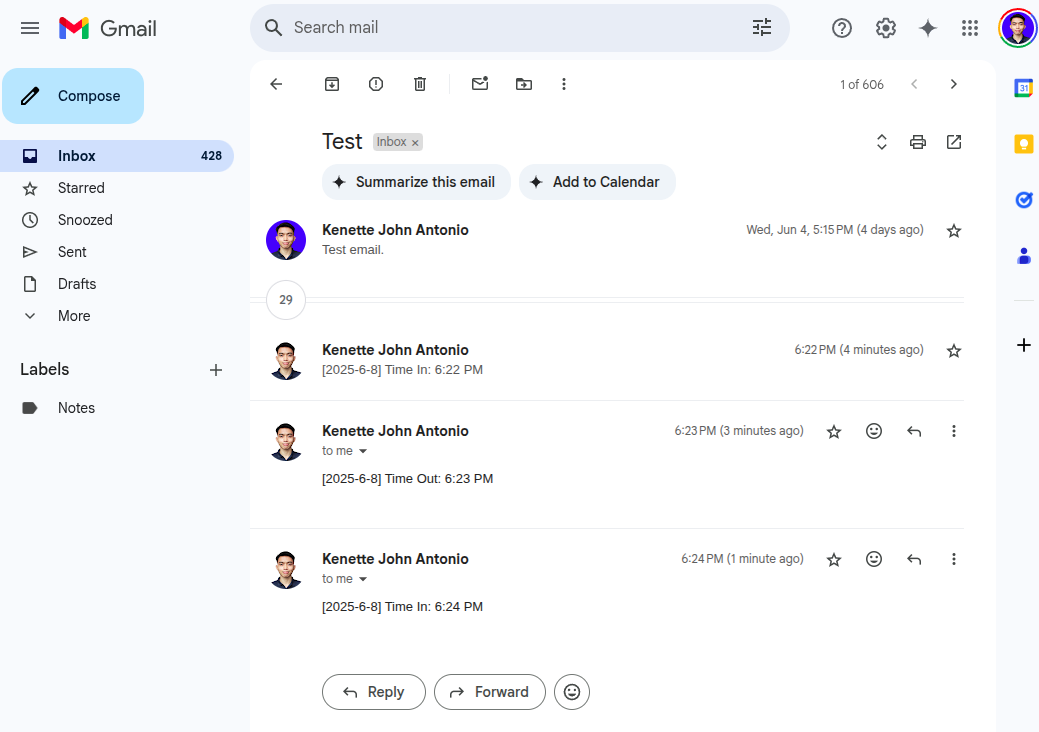 Gmail
Search mail
Compose
Inbox 428
Starred
Snoozed
Sent
Drafts
More
Labels
Notes
1 of 606
Test Inbox ×
Summarize this email Add to Calendar
Kenette John Antonio Wed, Jun 4, 5:15 PM (4 days ago)
Test email.
29
Kenette John Antonio 6:22 PM (4 minutes ago)
[2025-6-8] Time In: 6:22 PM
Kenette John Antonio 6:23 PM (3 minutes ago)
to me
[2025-6-8] Time Out: 6:23 PM
Kenette John Antonio 6:24 PM (1 minute ago)
to me
[2025-6-8] Time In: 6:24 PM
Reply Forward
31